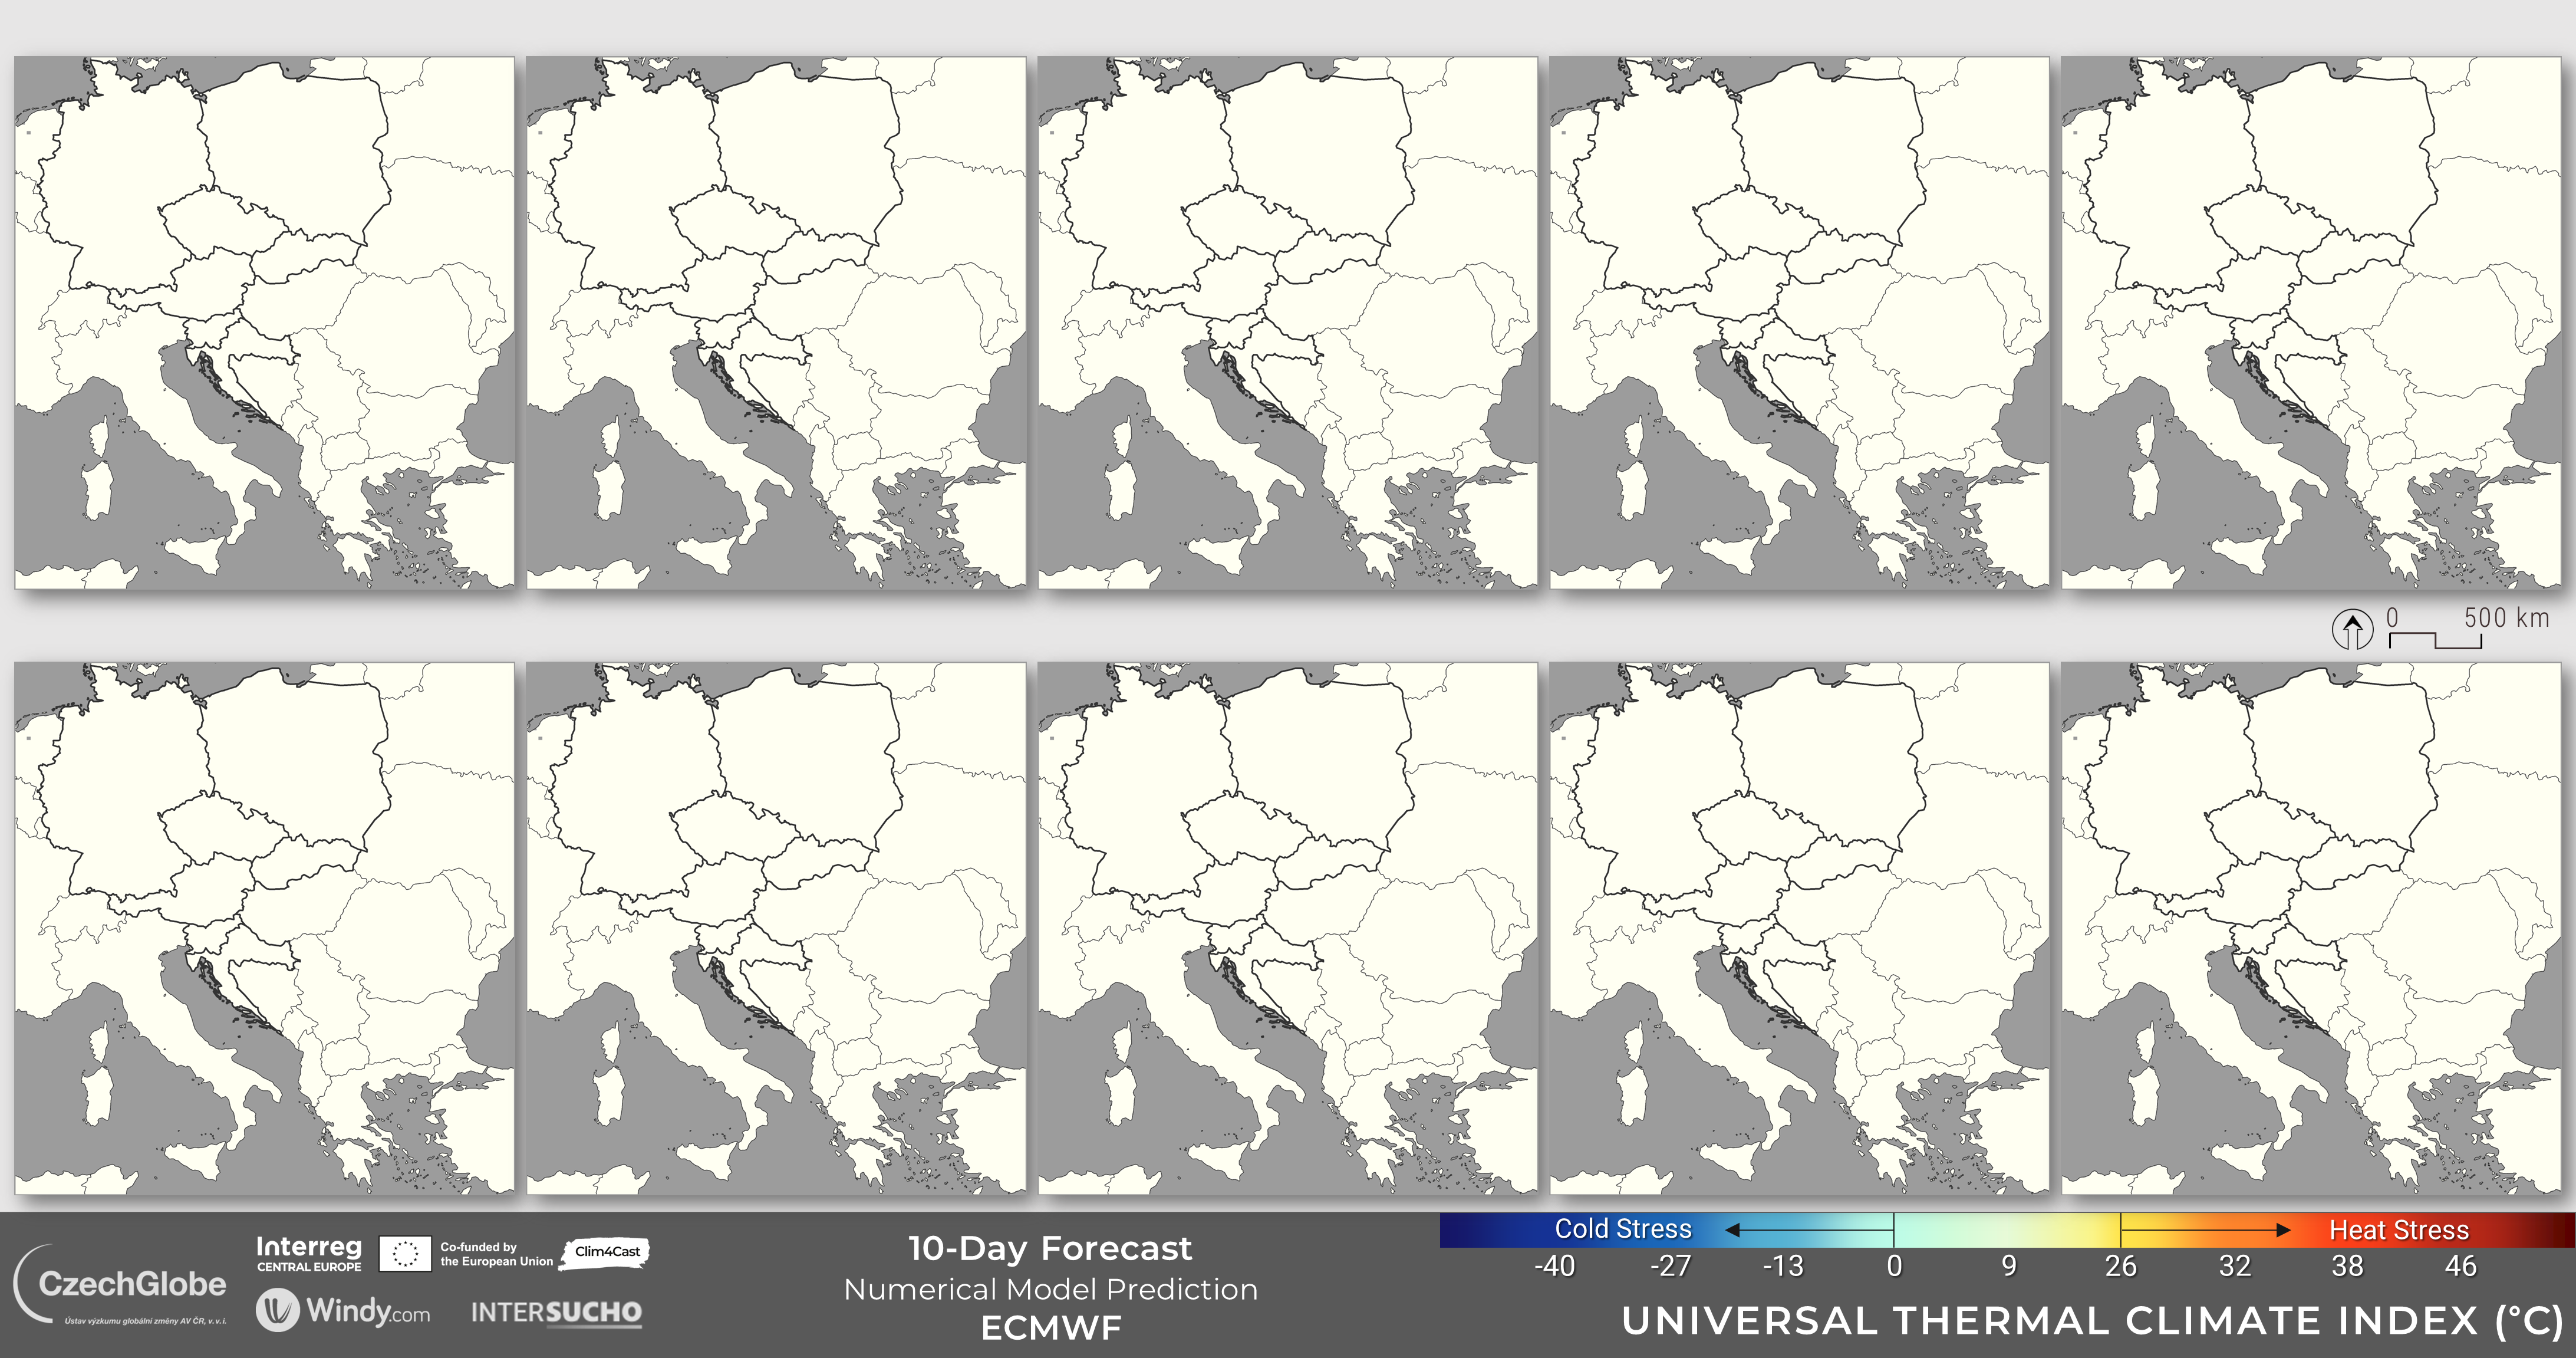 0 500 km
Interreg
CENTRAL EUROPE
Co-funded by
the European Union
Clim4Cast
CzechGlobe
Ústav výzkumu globální změny AV ČR, v. v. i.
Windy.com
INTERSUCHO
10-Day Forecast
Numerical Model Prediction
ECMWF
Cold Stress Heat Stress
-40 -27 -13 0 9 26 32 38 46
UNIVERSAL THERMAL CLIMATE INDEX (°C)